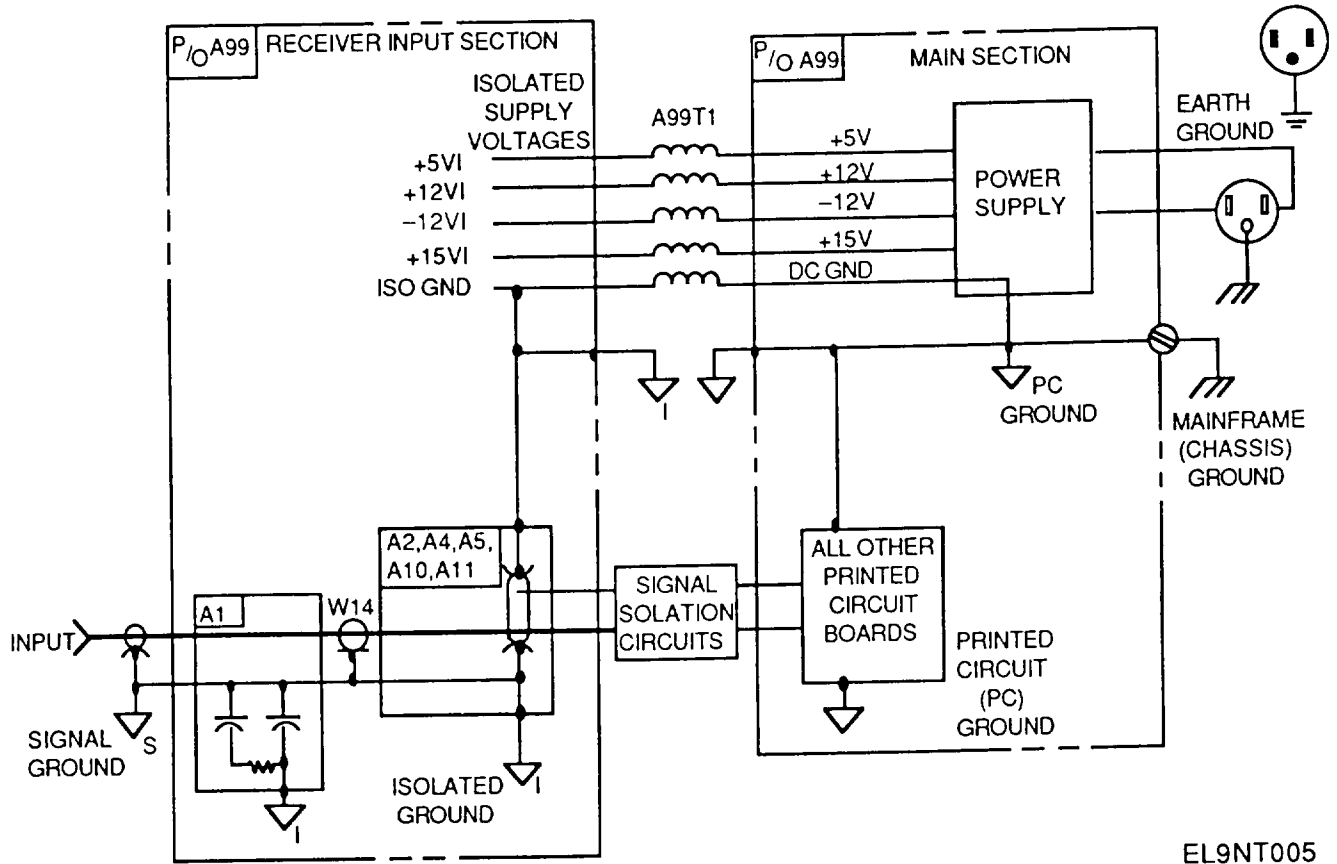 P/O A99
RECEIVER INPUT SECTION
ISOLATED
SUPPLY
VOLTAGES
+5VI
+12VI
−12VI
+15VI
ISO GND
A99T1
+5V
+12V
−12V
+15V
DC GND
P/O A99
MAIN SECTION
POWER
SUPPLY
EARTH
GROUND
I
PC
GROUND
MAINFRAME
(CHASSIS)
GROUND
INPUT
A1
W14
A2,A4,A5,
A10,A11
SIGNAL
SOLATION
CIRCUITS
ALL OTHER
PRINTED
CIRCUIT
BOARDS
PRINTED
CIRCUIT
(PC)
GROUND
SIGNAL
GROUND
S
I
ISOLATED
GROUND
I
EL9NT005